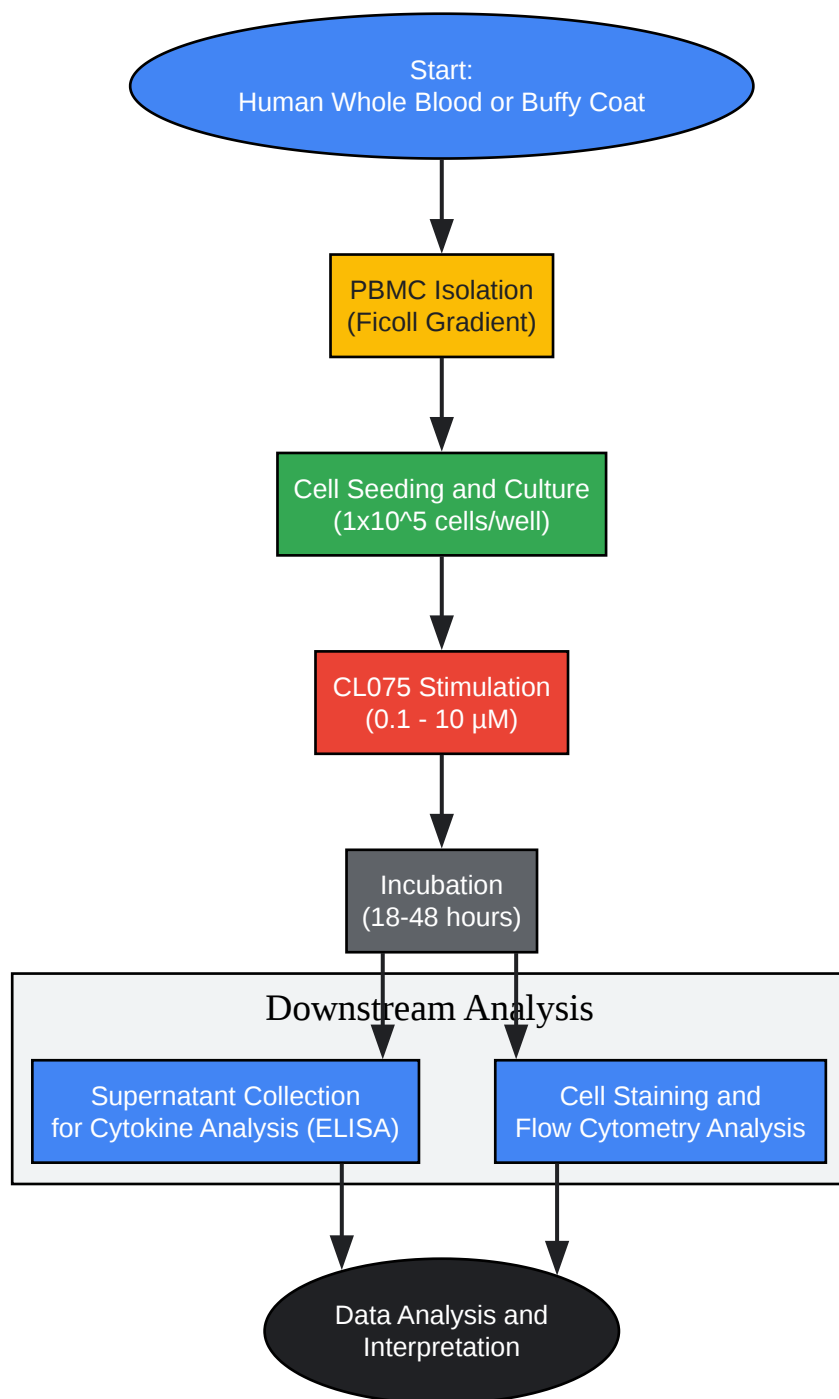 Start:
Human Whole Blood or Buffy Coat
PBMC Isolation
(Ficoll Gradient)
Cell Seeding and Culture
(1x10^5 cells/well)
CL075 Stimulation
(0.1 - 10 µM)
Incubation
(18-48 hours)
Downstream Analysis
Supernatant Collection
for Cytokine Analysis (ELISA)
Cell Staining and
Flow Cytometry Analysis
Data Analysis and
Interpretation